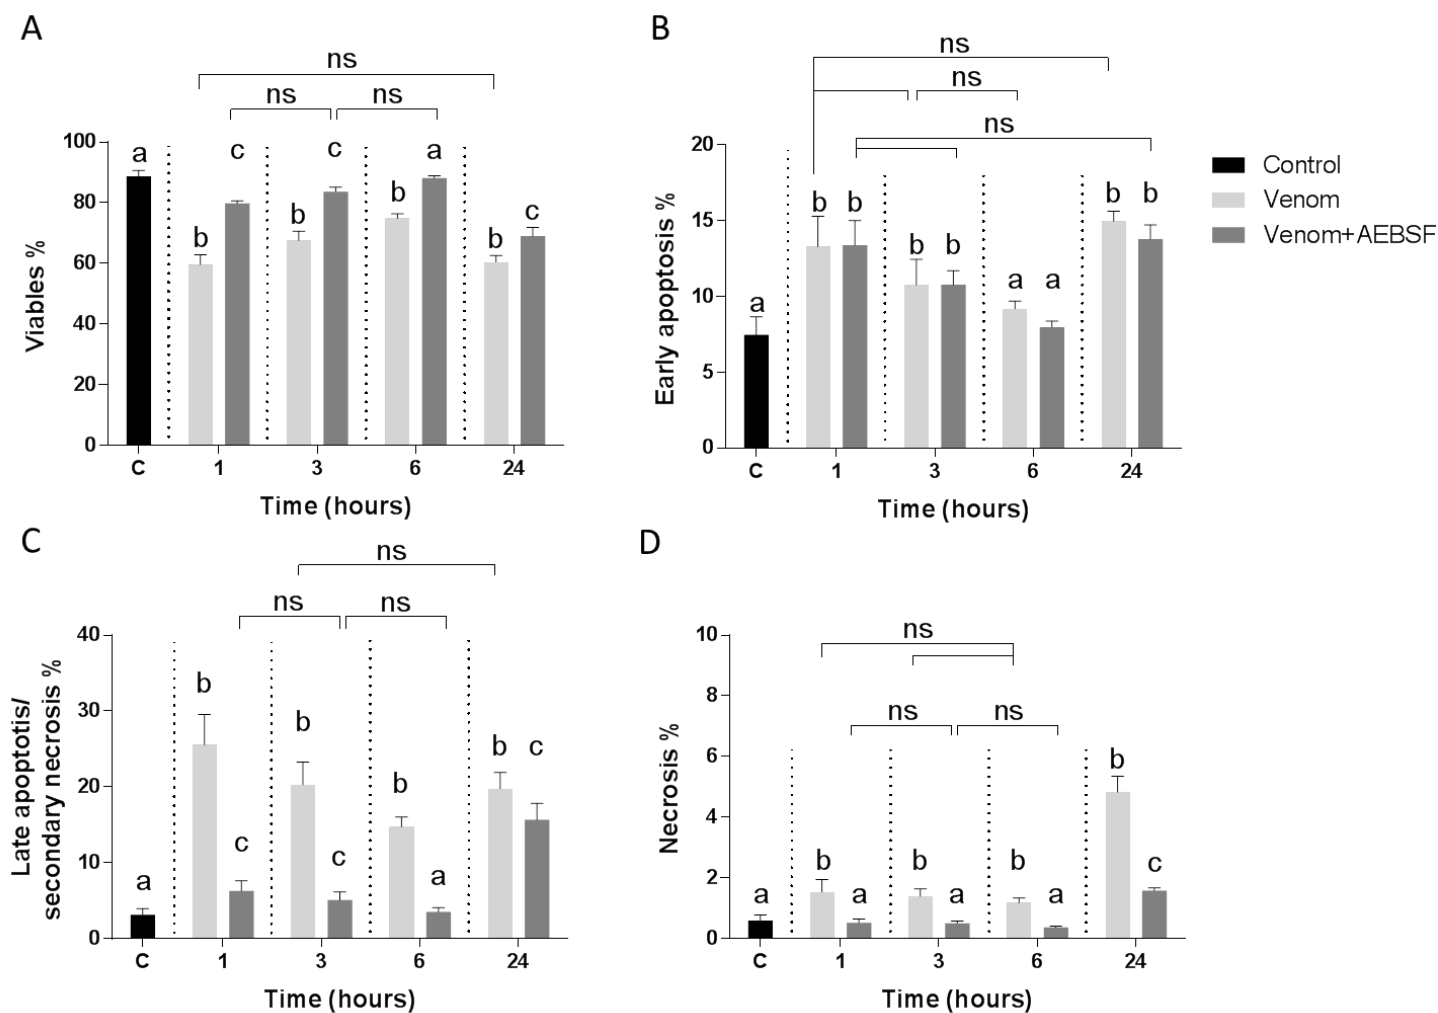 A
ns
ns ns
100
80
60
40
20
0
Viables %
a
b c
b c
b a
b c
C 1 3 6 24
Time (hours)
B
ns
ns
ns
20
15
10
5
0
Early apoptosis %
a
b b
b b
a a
b b
C 1 3 6 24
Time (hours)
Control
Venom
Venom+AEBSF
C
ns
ns ns
40
30
20
10
0
Late apoptotis/
secondary necrosis %
a
b c
b c
b a
b c
C 1 3 6 24
Time (hours)
D
ns
ns ns
10
8
6
4
2
0
Necrosis %
a
b a
b a
b a
b c
C 1 3 6 24
Time (hours)